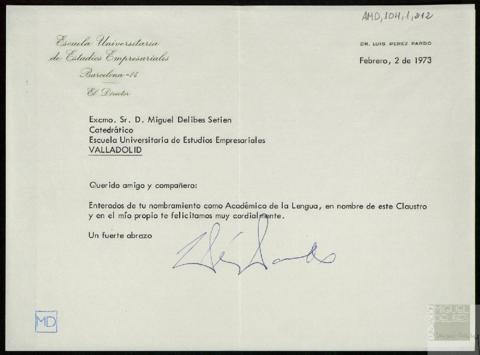 AMD, 104, 1, 212
Escuela Universitaria
de Estudios Empresariales
Barcelona-14
El Director
DR. LUIS PEREZ PARDO
Febrero, 2 de 1973
Excmo. Sr. D. Miguel Delibes Setien
Catedrático
Escuela Universitaria de Estudios Empresariales
VALLADOLID
Querido amigo y compañero:
Enterados de tu nombramiento como Académico de la Lengua, en nombre de este Claustro
y en el mío propio te felicitamos muy cordialmente.
Un fuerte abrazo
MD
MIGUEL
DELIBES